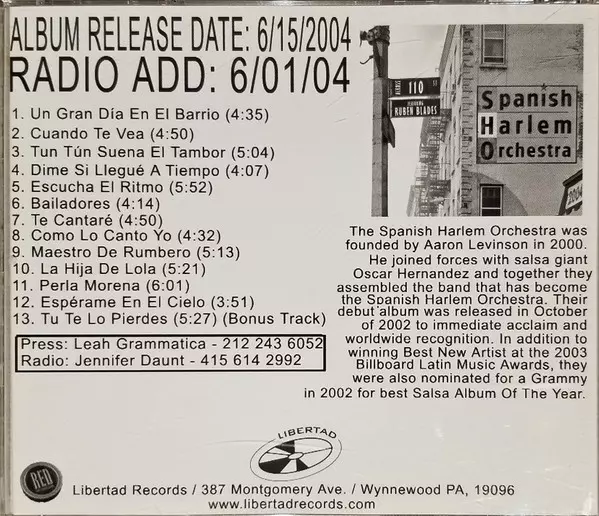 ALBUM RELEASE DATE: 6/15/2004
RADIO ADD: 6/01/04
1. Un Gran Día En El Barrio (4:35)
2. Cuando Te Vea (4:50)
3. Tun Tún Suena El Tambor (5:04)
4. Dime Si Llegué A Tiempo (4:07)
5. Escucha El Ritmo (5:52)
6. Bailadores (4:14)
7. Te Cantaré (4:50)
8. Como Lo Canto Yo (4:32)
9. Maestro De Rumbero (5:13)
10. La Hija De Lola (5:21)
11. Perla Morena (6:01)
12. Espérame En El Cielo (3:51)
13. Tu Te Lo Pierdes (5:27) (Bonus Track)
Press: Leah Grammatica - 212 243 6052
Radio: Jennifer Daunt - 415 614 2992
110
RUBEN BLADES
Spanish
Harlem
Orchestra
The Spanish Harlem Orchestra was
founded by Aaron Levinson in 2000.
He joined forces with salsa giant
Oscar Hernandez and together they
assembled the band that has become
the Spanish Harlem Orchestra. Their
debut album was released in October
of 2002 to immediate acclaim and
worldwide recognition. In addition to
winning Best New Artist at the 2003
Billboard Latin Music Awards, they
were also nominated for a Grammy
in 2002 for best Salsa Album Of The Year.
LIBERTAD
RED
Libertad Records / 387 Montgomery Ave. / Wynnewood PA, 19096
www.libertadrecords.com